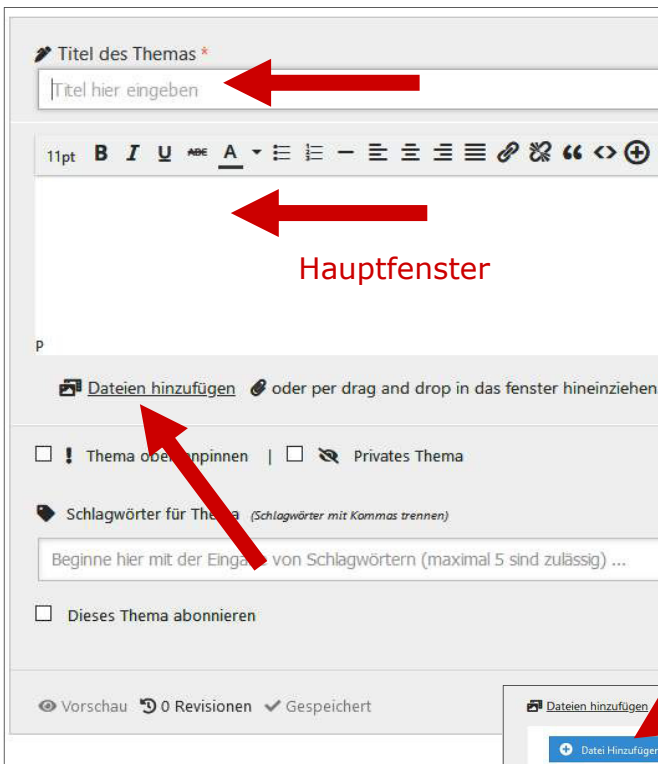 Titel des Themas *
Titel hier eingeben
11pt B I U ABC A
Hauptfenster
P
Dateien hinzufügen oder per drag and drop in das fenster hineinziehen
Thema oben anpinnen | Privates Thema
Schlagwörter für Thema (Schlagwörter mit Kommas trennen)
Beginne hier mit der Eingabe von Schlagwörtern (maximal 5 sind zulässig) ...
Dieses Thema abonnieren
Vorschau 0 Revisionen Gespeichert
Dateien hinzufügen
Datei Hinzufügen